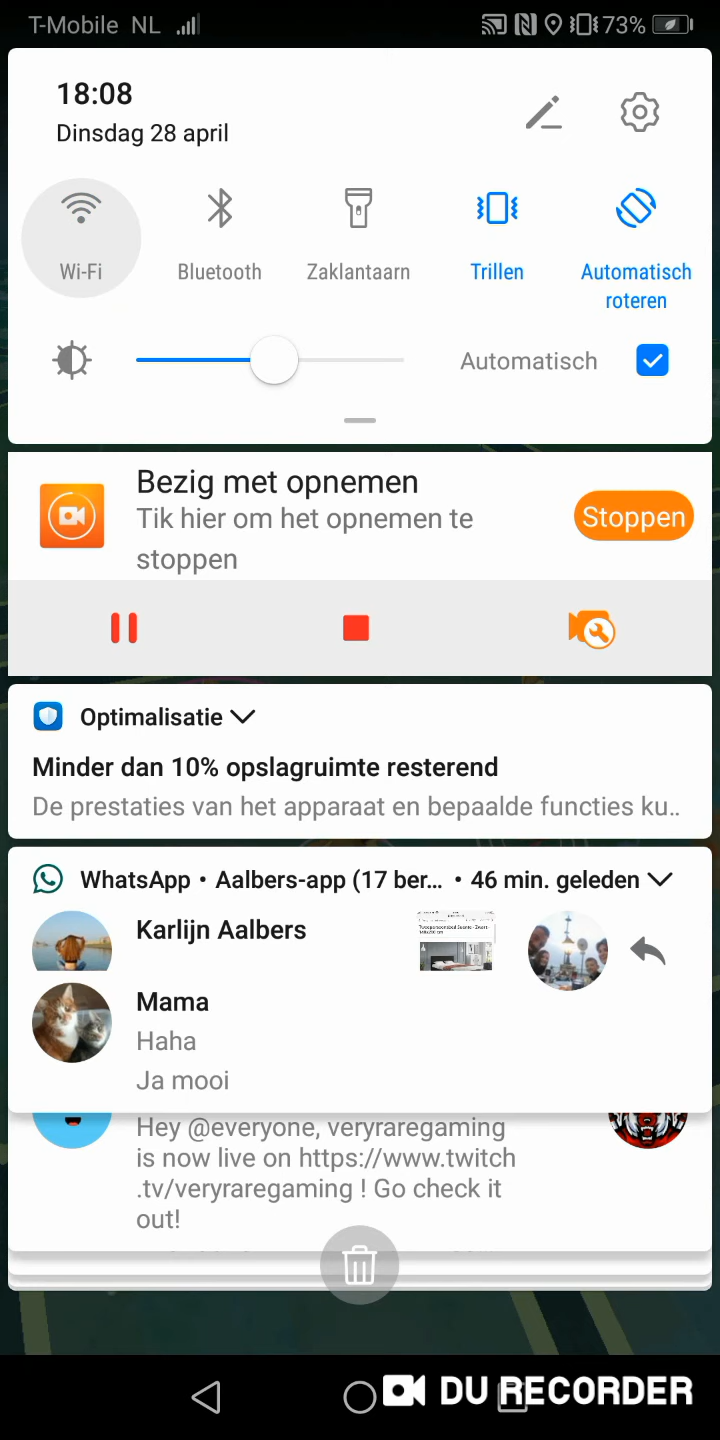 T-Mobile NL 73%
18:08
Dinsdag 28 april
Wi-Fi Bluetooth Zaklantaarn Trillen Automatisch roteren
Automatisch
Bezig met opnemen
Tik hier om het opnemen te
stoppen
Stoppen
Optimalisatie
Minder dan 10% opslagruimte resterend
De prestaties van het apparaat en bepaalde functies ku..
WhatsApp • Aalbers-app (17 ber... • 46 min. geleden
Karlijn Aalbers
Mama
Haha
Ja mooi
Hey @everyone, veryraregaming
is now live on https://www.twitch
.tv/veryraregaming ! Go check it
out!
DU RECORDER